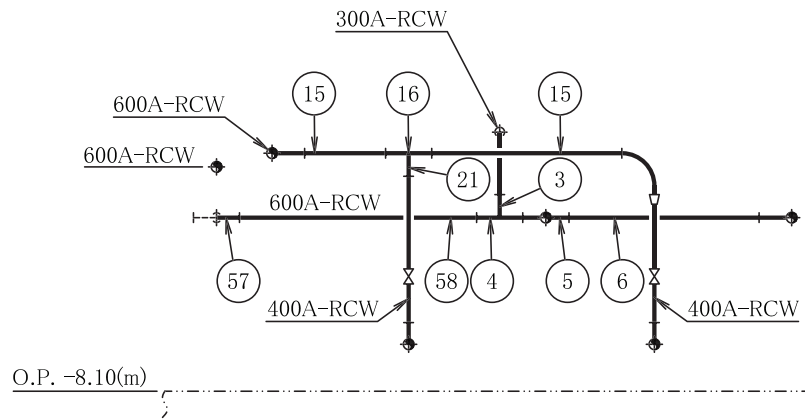 300A-RCW
15
16
15
600A-RCW
600A-RCW
21
3
600A-RCW
57
58
4
5
6
400A-RCW
400A-RCW
O.P. -8.10(m)